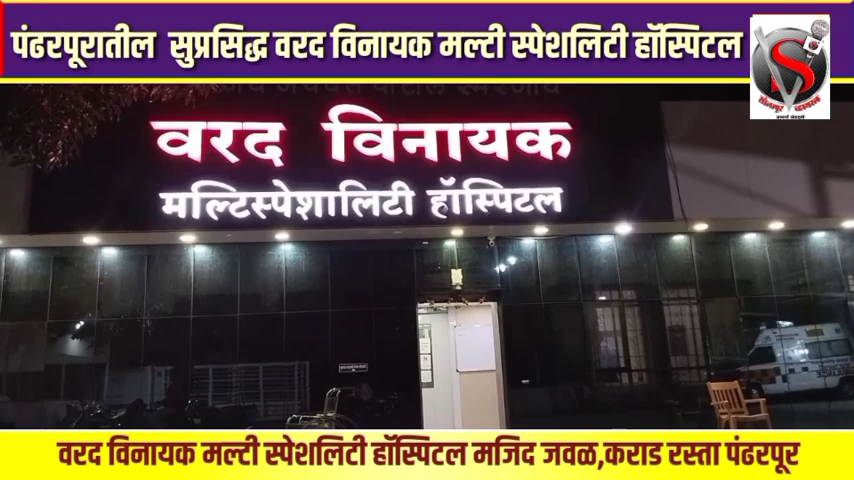 पंढरपूरातील सुप्रसिद्ध वरद विनायक मल्टी स्पेशलिटी हॉस्पिटल
वरद विनायक
मल्टिस्पेशालिटी हॉस्पिटल
वरद विनायक मल्टी स्पेशलिटी हॉस्पिटल मजिद जवळ,कराड रस्ता पंढरपूर